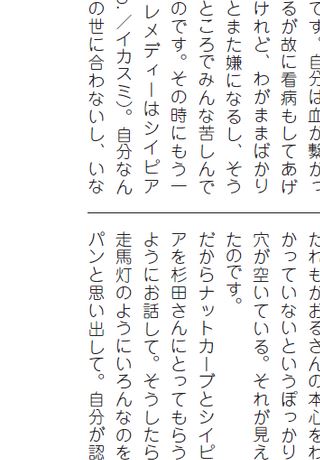 です。自分は血が繋がっ
るが故に看病もしてあげ
けれど、わがままばかり
とまた嫌になるし、そう
ところでみんな苦しんで
のです。その時にもう一
レメディーはシイピア
。／イカスミ）。自分なん
の世に合わないし、いな
だれもがおるさんの本心をわ
かっていないというぽっかり
穴が空いている。それが見え
たのです。
だからナットカーブとシイピ
アを杉田さんにとってもらう
ようにお話して。そうしたら
走馬灯のようにいろんなのを
パンと思い出して。自分が認